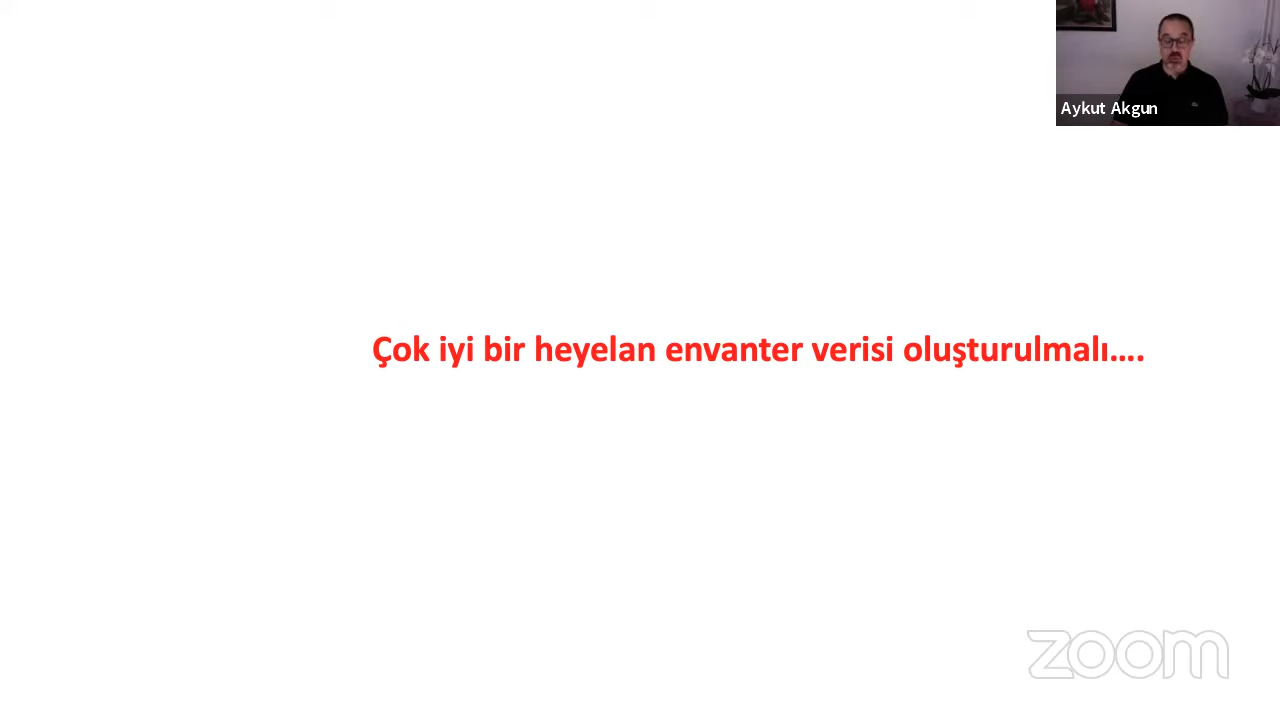 Aykut Akgun
Çok iyi bir heyelan envanter verisi oluşturulmalı....
zoom